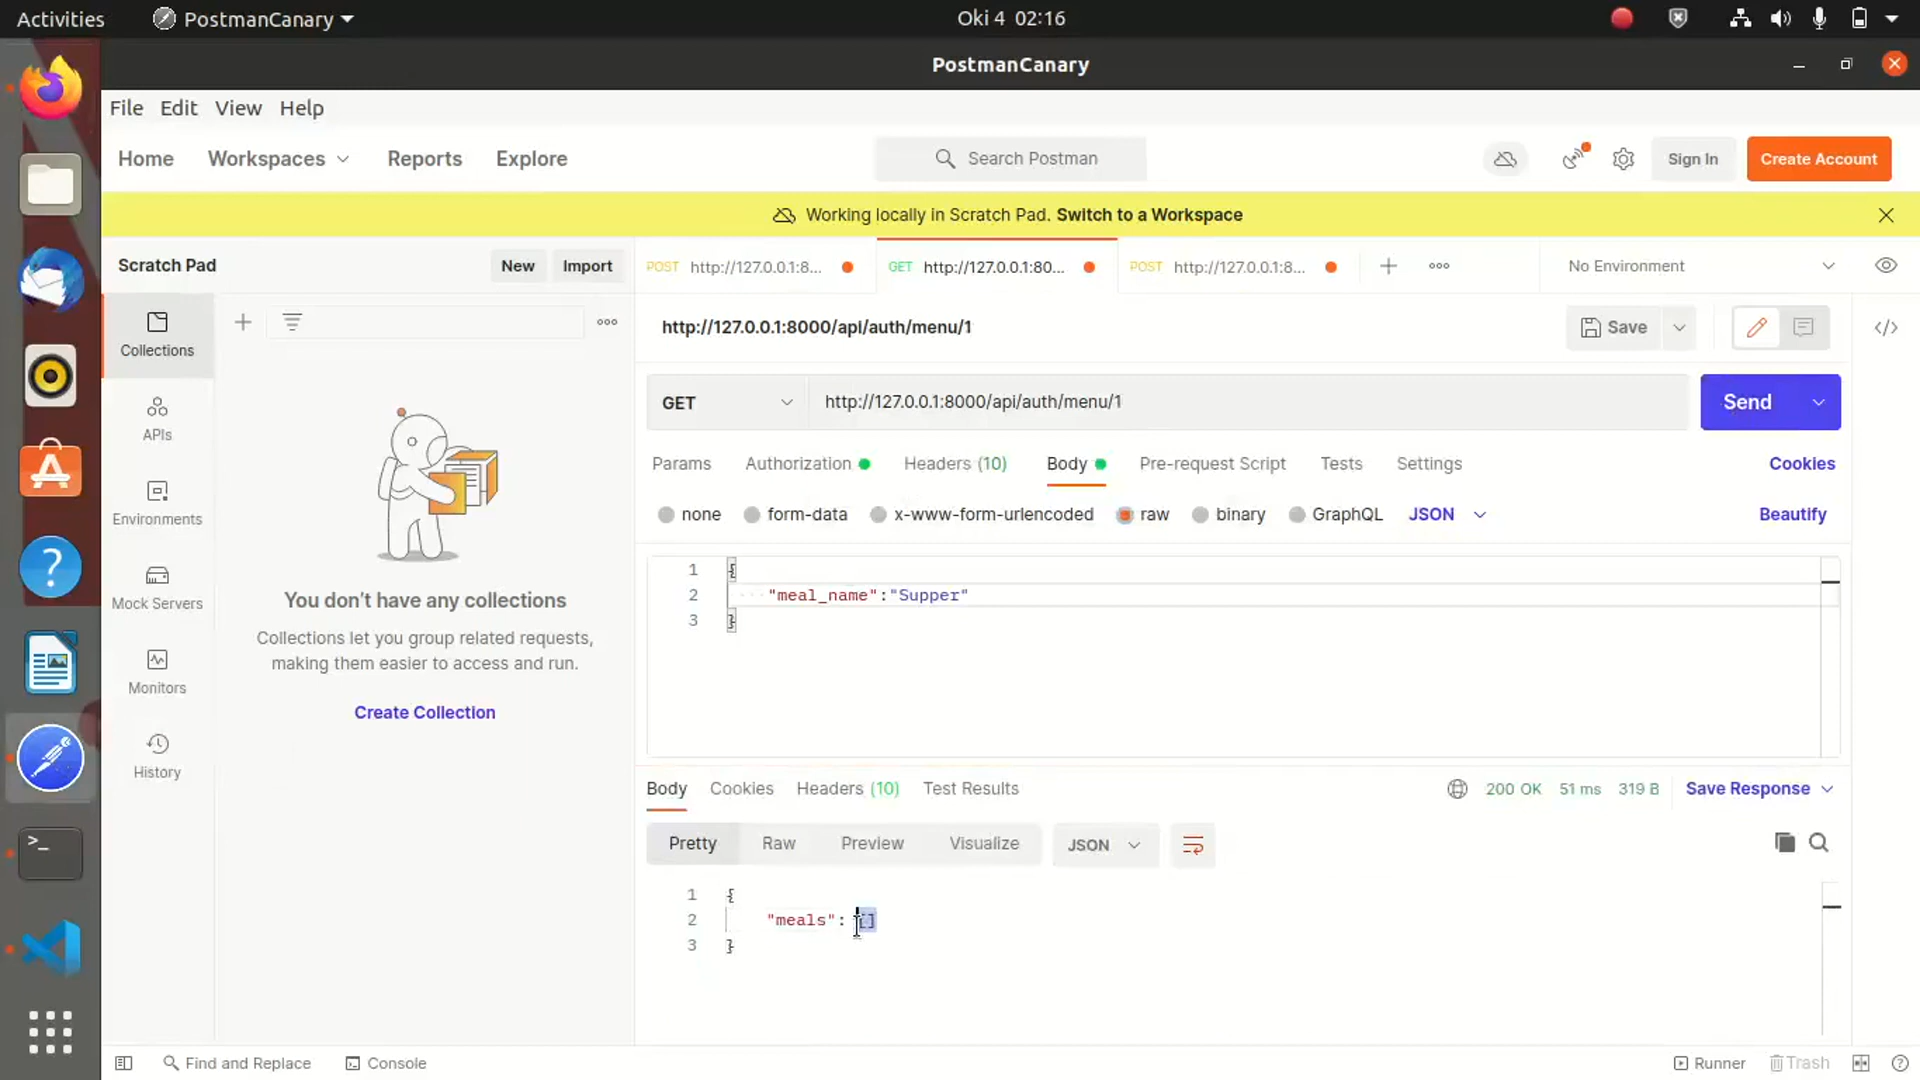 Activities
PostmanCanary
Oki 4 02:16
PostmanCanary
File Edit View Help
Home Workspaces Reports Explore
Search Postman
Sign In
Create Account
Working locally in Scratch Pad. Switch to a Workspace
Scratch Pad
New
Import
POST http://127.0.0.1:8...
GET http://127.0.0.1:80...
POST http://127.0.0.1:8...
No Environment
Collections
APIs
Environments
Mock Servers
Monitors
History
You don't have any collections
Collections let you group related requests,
making them easier to access and run.
Create Collection
http://127.0.0.1:8000/api/auth/menu/1
Save
GET
http://127.0.0.1:8000/api/auth/menu/1
Send
Params Authorization Headers (10) Body Pre-request Script Tests Settings
Cookies
none form-data x-www-form-urlencoded raw binary GraphQL JSON
Beautify
1 {
2 "meal_name":"Supper"
3 }
Body Cookies Headers (10) Test Results
200 OK 51 ms 319 B Save Response
Pretty Raw Preview Visualize JSON
1 {
2 "meals": []
3 }
Find and Replace
Console
Runner
Trash